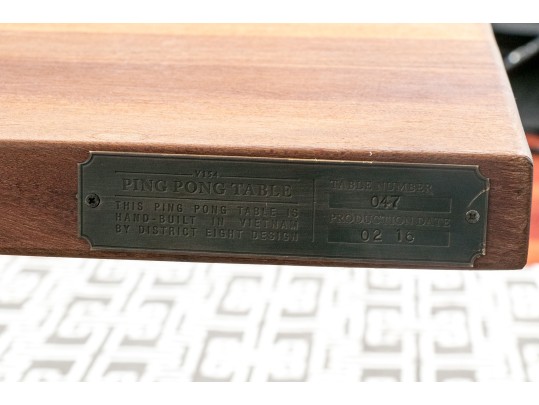 PING PONG TABLE
THIS PING PONG TABLE IS
HAND-BUILT IN VIETNAM
BY DISTRICT EIGHT DESIGN
TABLE NUMBER
047
PRODUCTION DATE
02 16